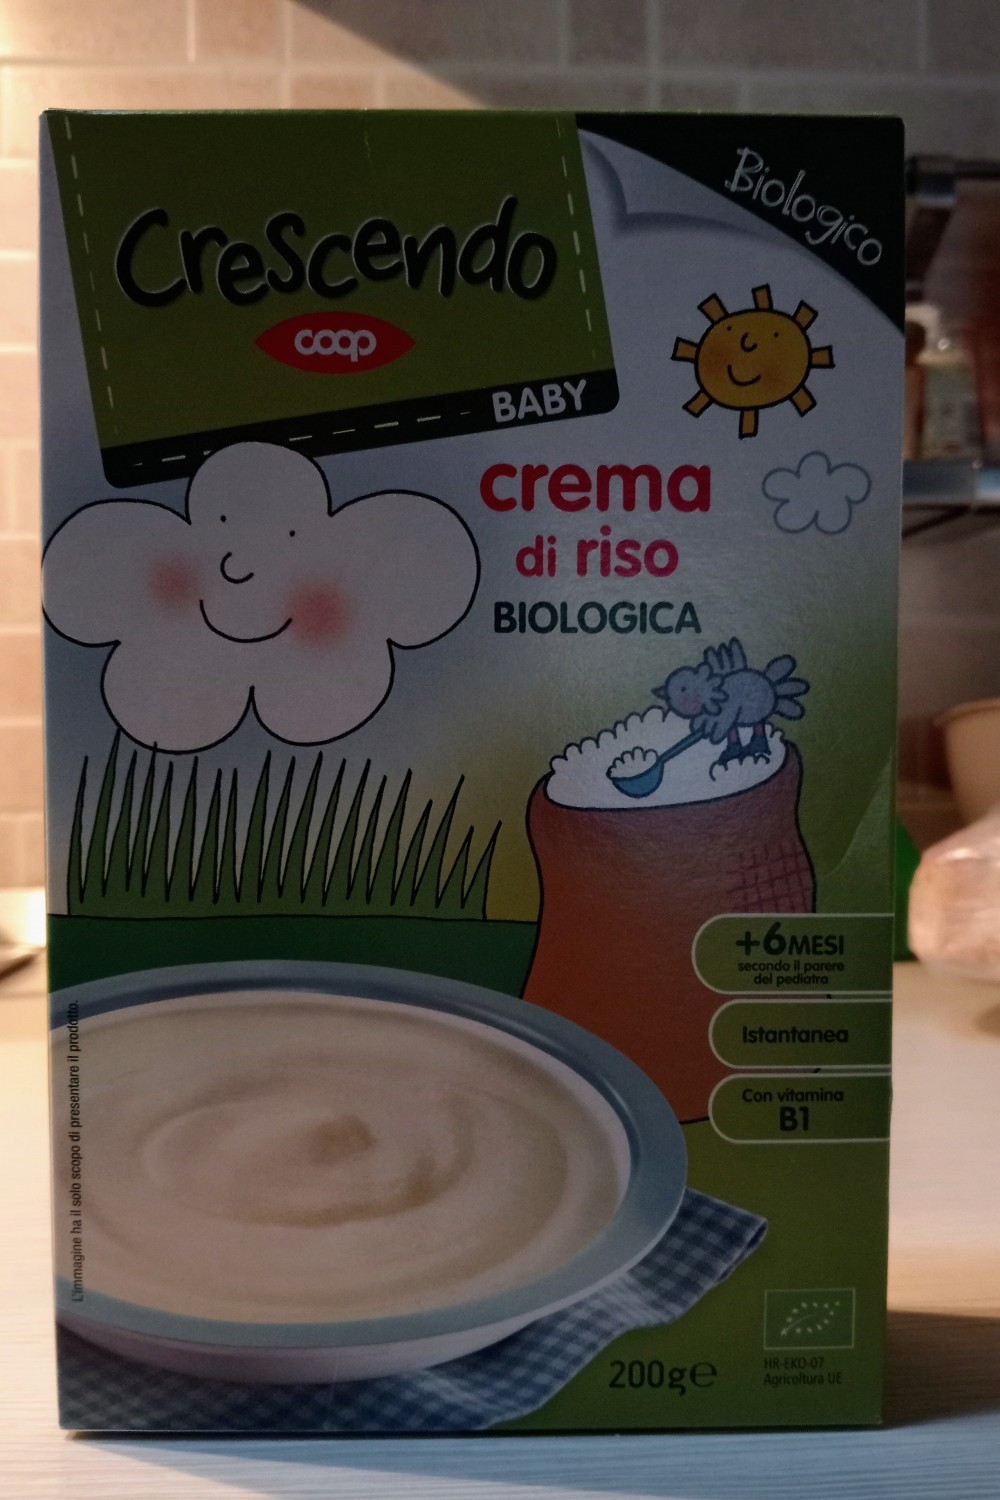 Biologico
Crescendo
coop
BABY
crema
di riso
BIOLOGICA
+6 MESI
secondo il parere
del pediatra
Istantanea
Con vitamina
B1
L'immagine ha il solo scopo di presentare il prodotto.
200g℮
HR-EKO-07
Agricoltura UE